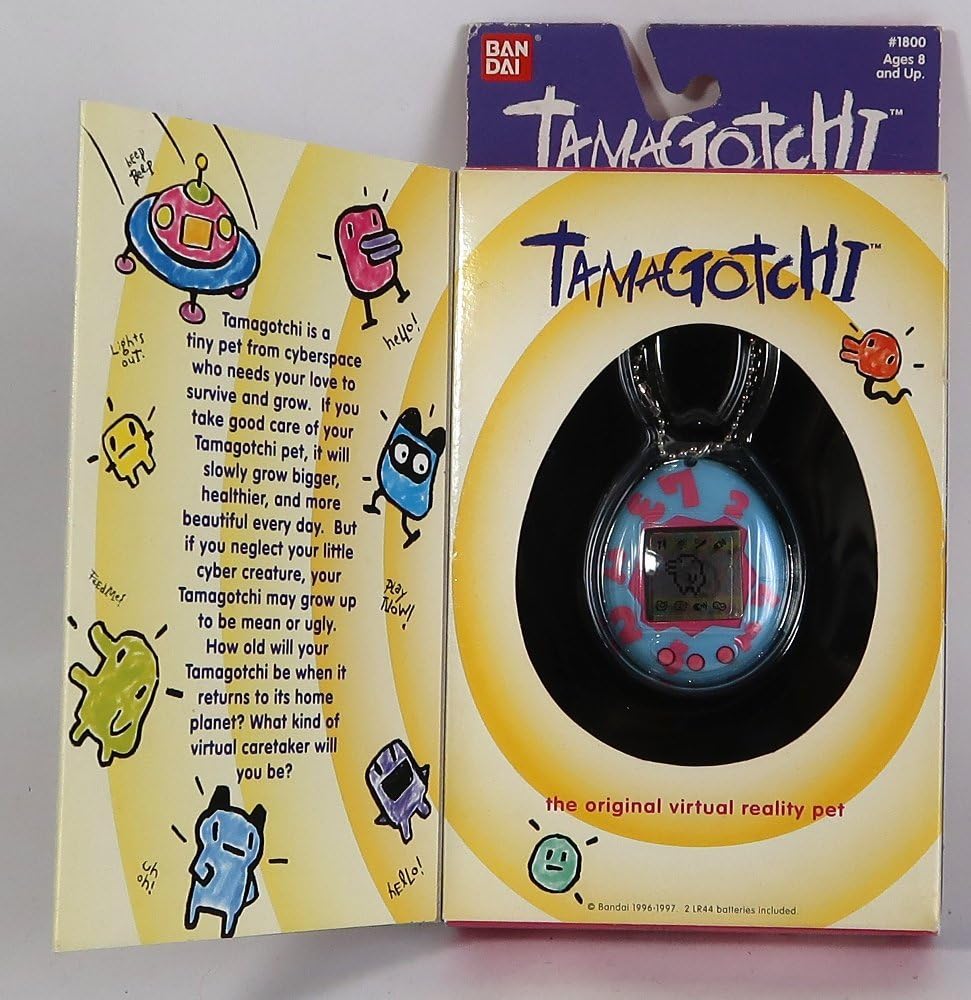 BAN
DAI
#1800
Ages 8
and Up.
TAMAGOTCHI™
TAMAGOTCHI™
beep
Beep
Lights
out.
hello!
Tamagotchi is a
tiny pet from cyberspace
who needs your love to
survive and grow. If you
take good care of your
Tamagotchi pet, it will
slowly grow bigger,
healthier, and more
beautiful every day. But
if you neglect your little
cyber creature, your
Tamagotchi may grow up
to be mean or ugly.
How old will your
Tamagotchi be when it
returns to its home
planet? What kind of
virtual caretaker will
you be?
Feed Me!
Play
Now!!
uh
oh!
hELLO!
the original virtual reality pet
© Bandai 1996-1997. 2 LR44 batteries included.